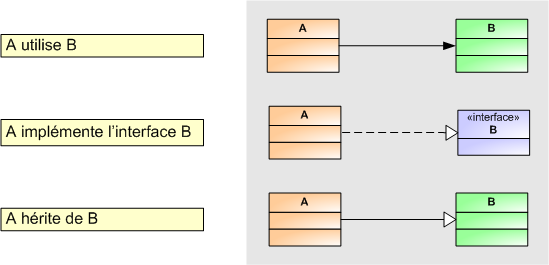 A utilise B
A
B
A implémente l'interface B
A
«interface»
B
A hérite de B
A
B